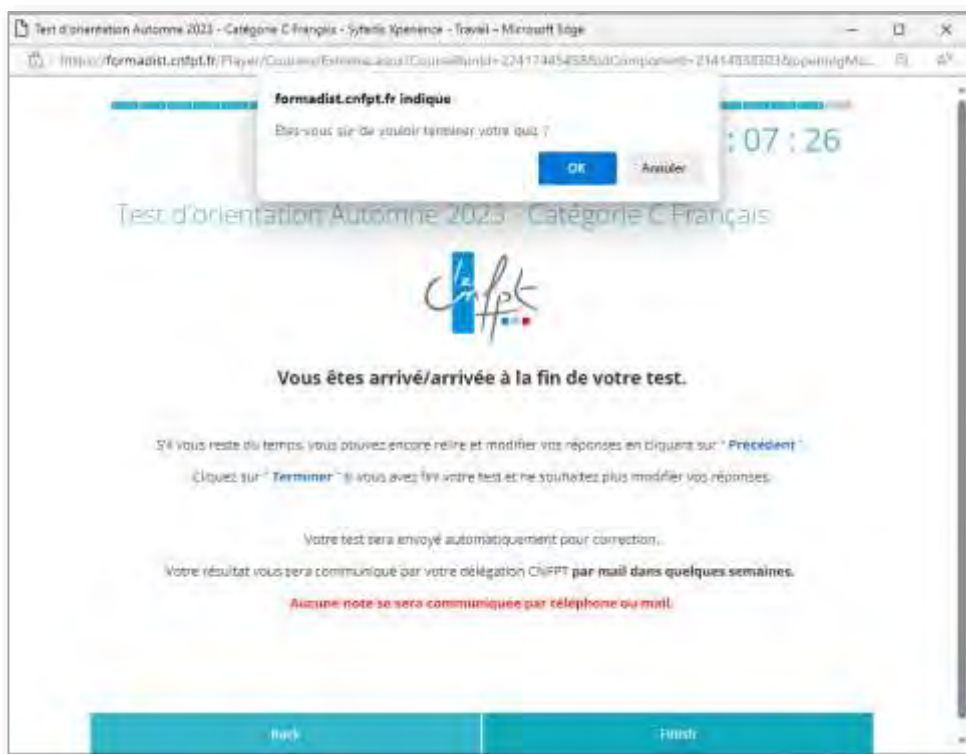 Test d'orientation Automne 2023 - Catégorie C Français - Syfadis Xperience - Travail - Microsoft Edge
formadist.cnfpt.fr/Player/
formadist.cnfpt.fr indique
Êtes-vous sûr de vouloir terminer votre quiz ?
OK Annuler
: 07 : 26
Test d'orientation Automne 2023 - Catégorie C Français
le cnfpt
Vous êtes arrivé/arrivée à la fin de votre test.
S'il vous reste du temps, vous pouvez encore relire et modifier vos réponses en cliquant sur " Précédent ".
Cliquez sur " Terminer " si vous avez fini votre test et ne souhaitez plus modifier vos réponses.
Votre test sera envoyé automatiquement pour correction.
Votre résultat vous sera communiqué par votre délégation CNFPT par mail dans quelques semaines.
Aucune note se sera communiquée par téléphone ou mail.
Back Finish